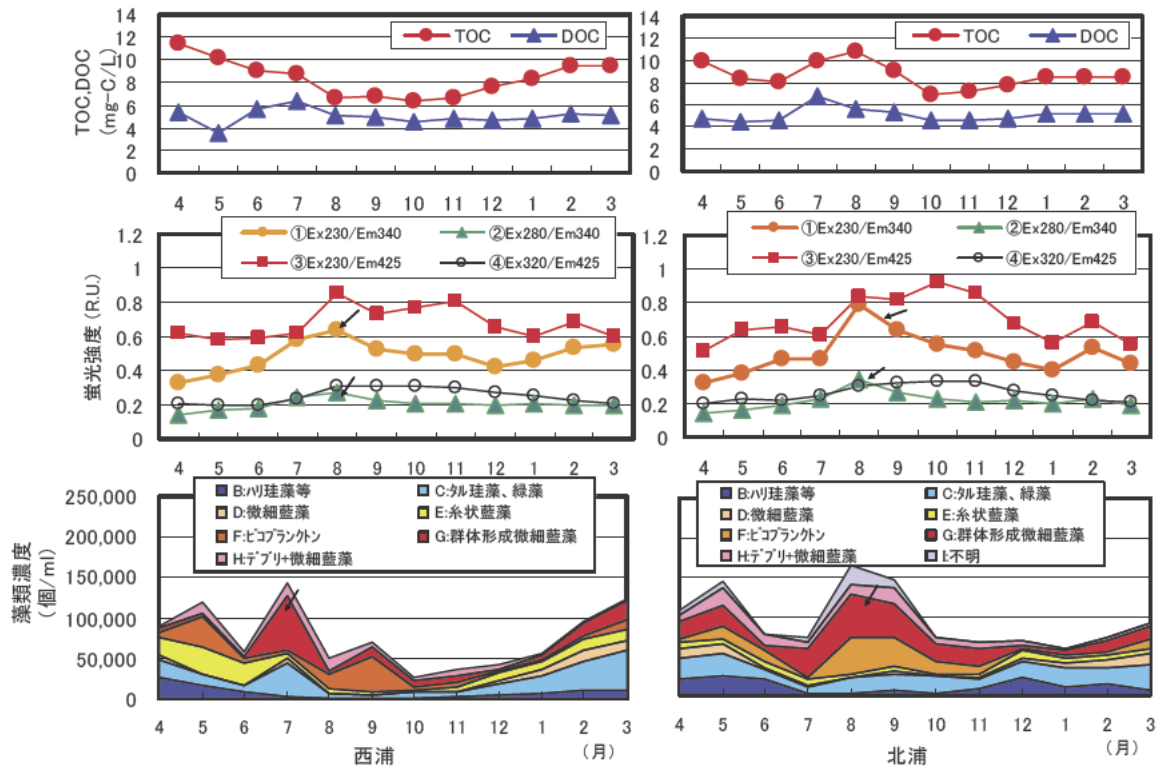 TOC,DOC
(mg-C/L)
14
12
10
8
6
4
2
0
TOC DOC
4 5 6 7 8 9 10 11 12 1 2 3
14
12
10
8
6
4
2
0
TOC DOC
4 5 6 7 8 9 10 11 12 1 2 3
蛍光強度 (R.U.)
1.2
1
0.8
0.6
0.4
0.2
0
①Ex230/Em340 ②Ex280/Em340
③Ex230/Em425 ④Ex320/Em425
4 5 6 7 8 9 10 11 12 1 2 3
1.2
1
0.8
0.6
0.4
0.2
0
①Ex230/Em340 ②Ex280/Em340
③Ex230/Em425 ④Ex320/Em425
4 5 6 7 8 9 10 11 12 1 2 3
藻類濃度
(個/ml)
250,000
200,000
150,000
100,000
50,000
0
B:ハリ珪藻等 C:タル珪藻、緑藻
D:微細藍藻 E:糸状藍藻
F:ピコプランクトン G:群体形成微細藍藻
H:デブリ+微細藍藻
4 5 6 7 8 9 10 11 12 1 2 3
西浦 (月)
B:ハリ珪藻等 C:タル珪藻、緑藻
D:微細藍藻 E:糸状藍藻
F:ピコプランクトン G:群体形成微細藍藻
H:デブリ+微細藍藻 I:不明
4 5 6 7 8 9 10 11 12 1 2 3
北浦 (月)